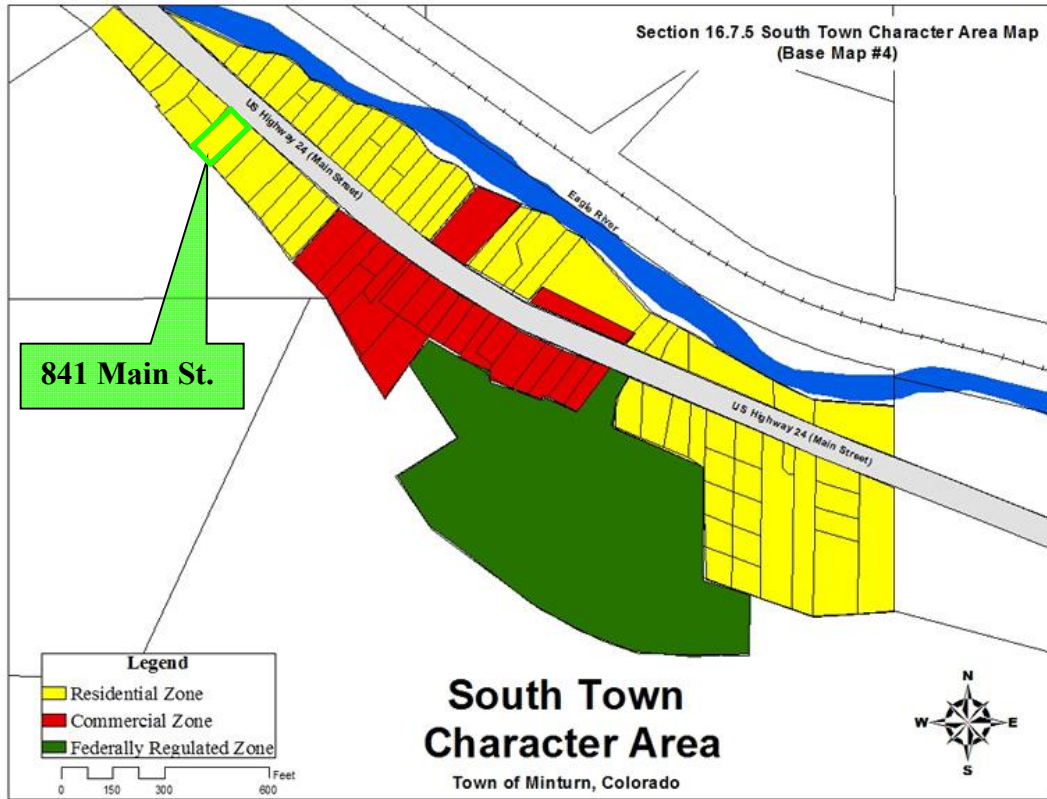 Section 16.7.5 South Town Character Area Map
(Base Map #4)
US Highway 24 (Main Street)
Eagle River
841 Main St.
US Highway 24 (Main Street)
Legend
Residential Zone
Commercial Zone
Federally Regulated Zone
Feet
0 150 300 600
South Town
Character Area
Town of Minturn, Colorado
N
W E
S